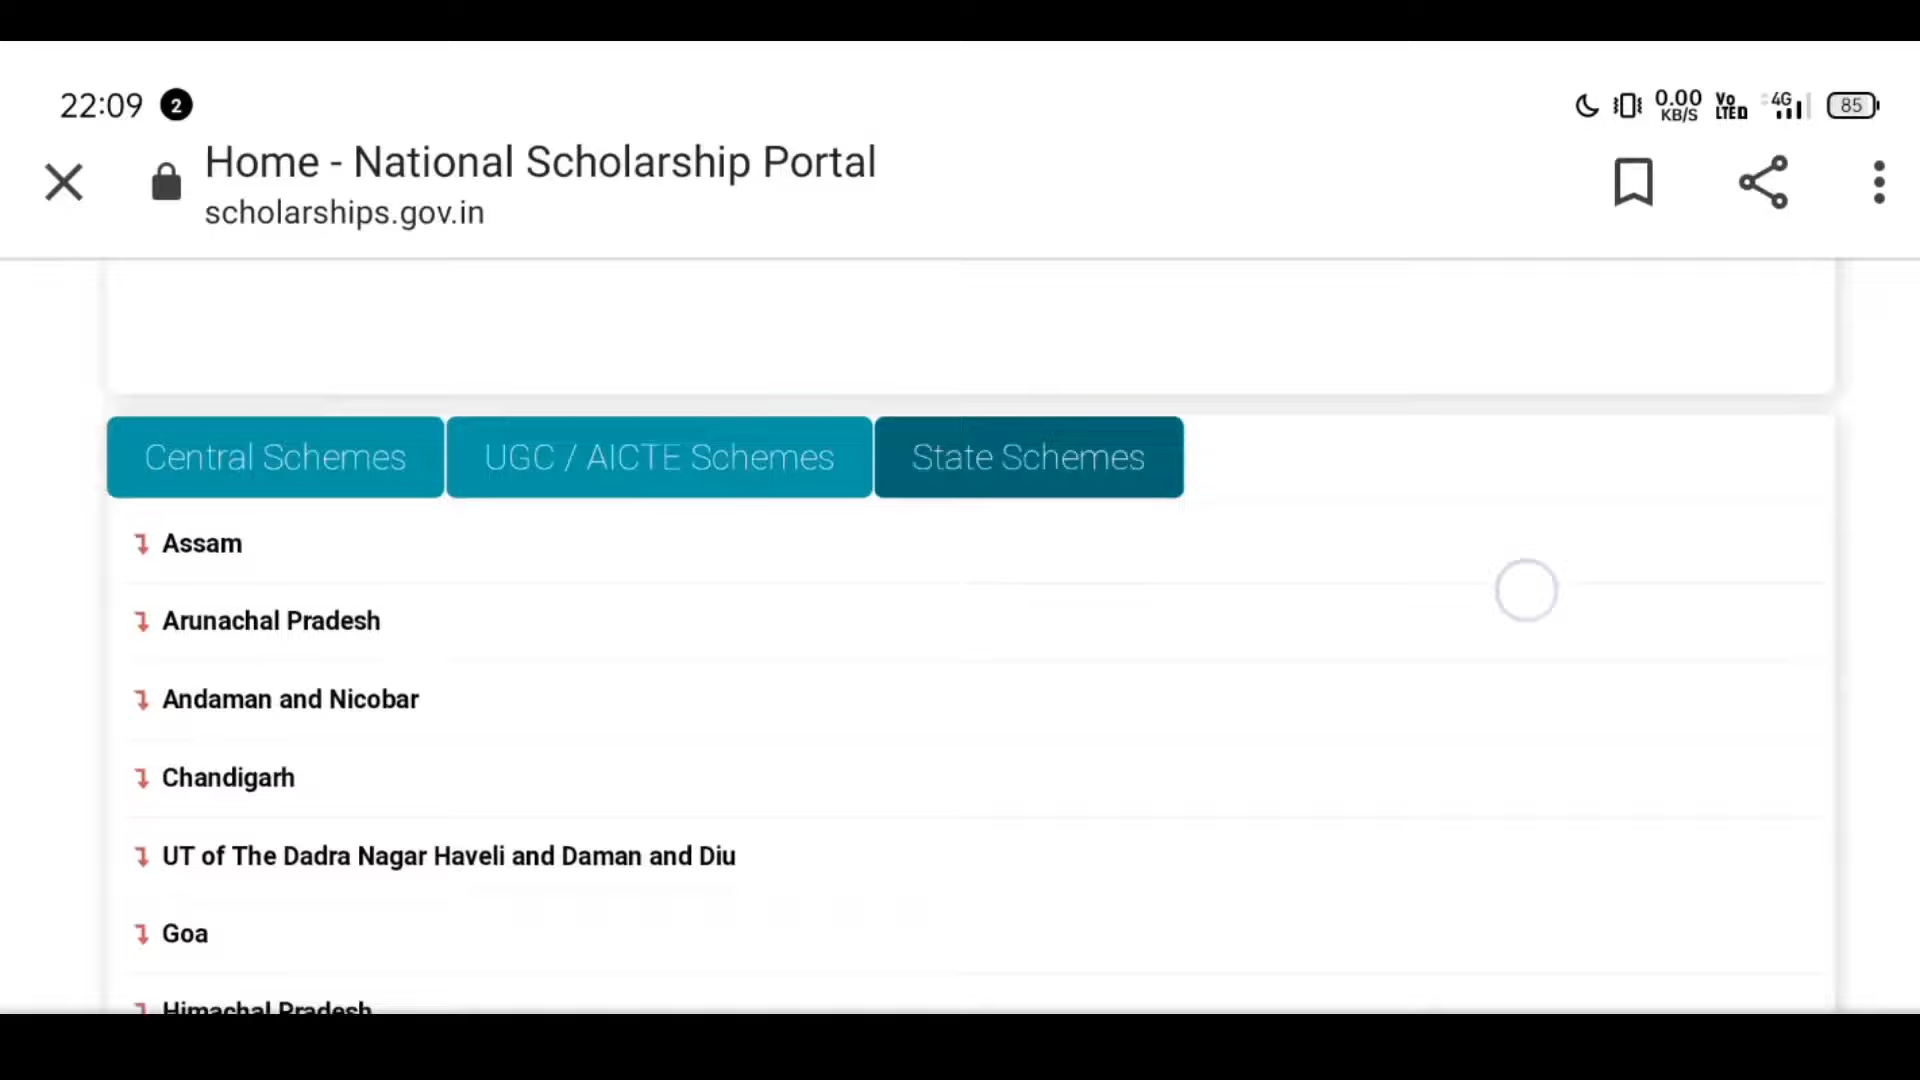 22:09 2 0.00 KB/S Vo LTED 4G 85
Home - National Scholarship Portal
scholarships.gov.in
Central Schemes UGC / AICTE Schemes State Schemes
Assam
Arunachal Pradesh
Andaman and Nicobar
Chandigarh
UT of The Dadra Nagar Haveli and Daman and Diu
Goa
Himachal Pradesh